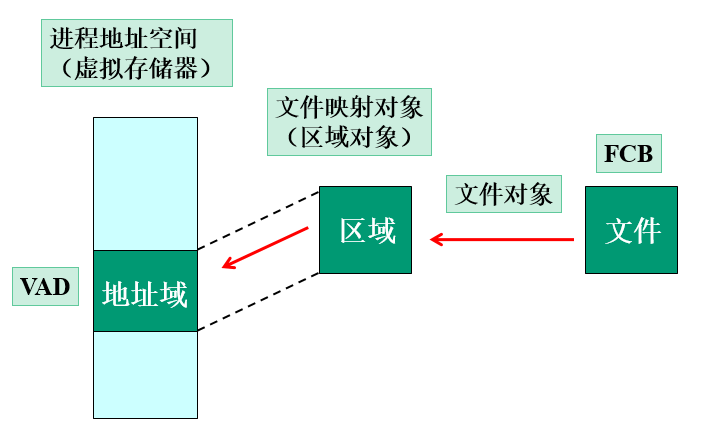 进程地址空间
（虚拟存储器）
文件映射对象
（区域对象）
FCB
文件对象
区域
文件
VAD
地址域